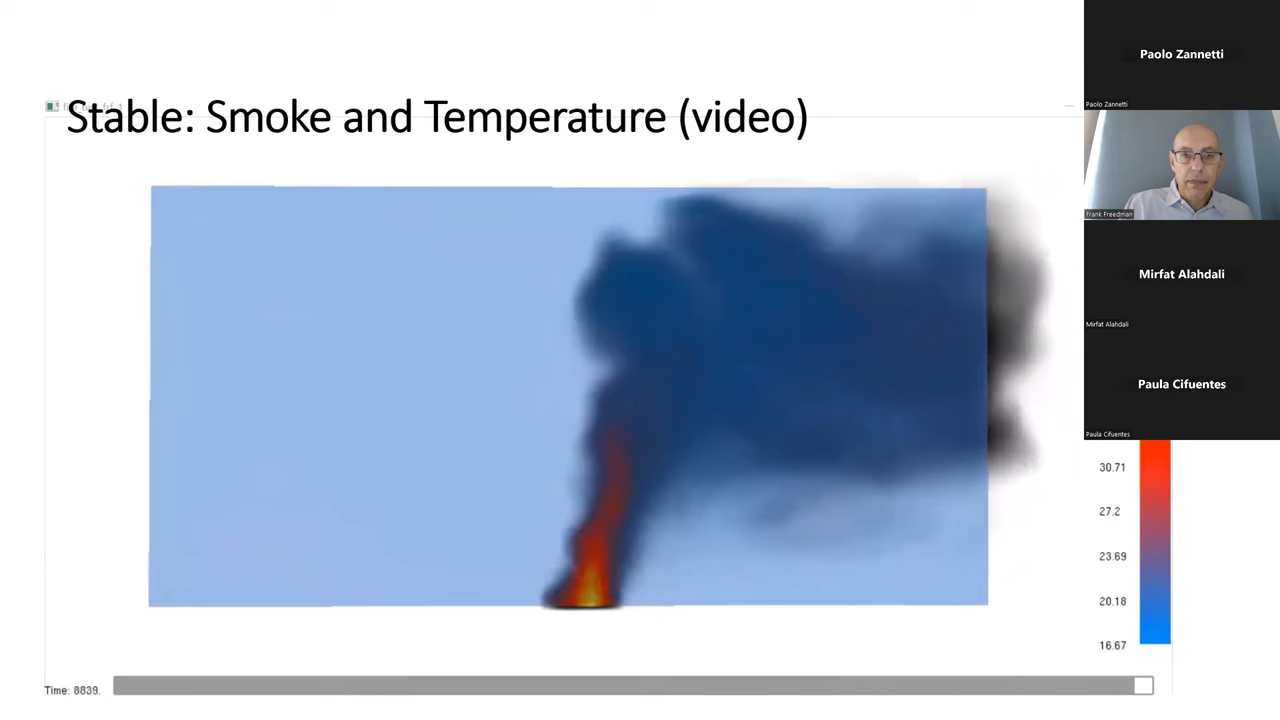 Stable: Smoke and Temperature (video)
Paolo Zannetti
Paolo Zannetti
Frank Freedman
Mirfat Alahdali
Mirfat Alahdali
Paula Cifuentes
Paula Cifuentes
30.71
27.2
23.69
20.18
16.67
Time: 8839.